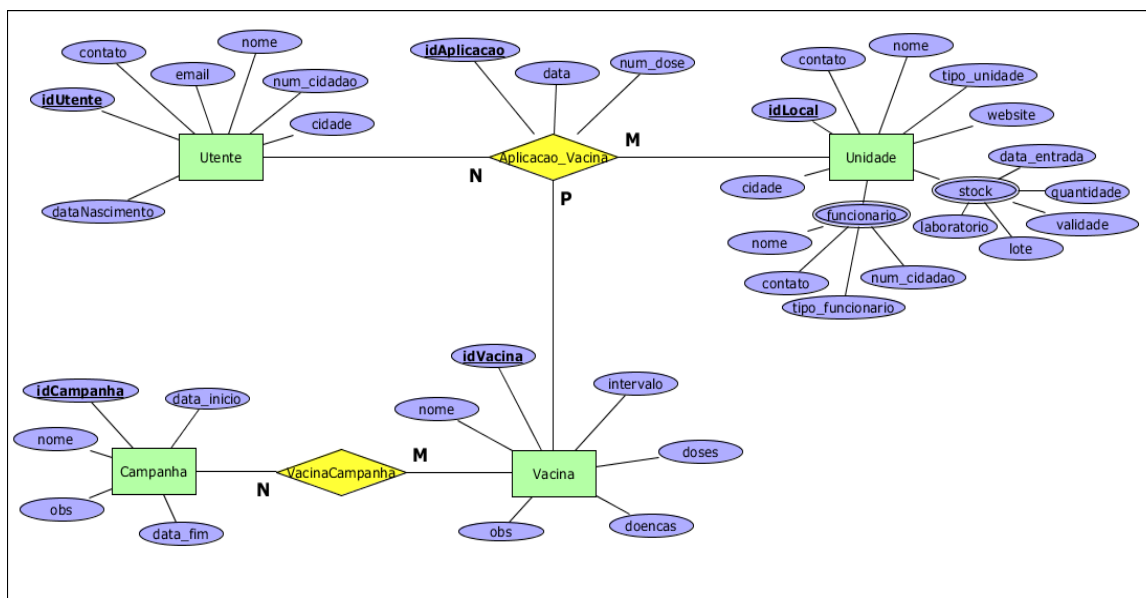 contato
nome
email
num_cidadao
idUtente
cidade
Utente
dataNascimento
idAplicacao
data
num_dose
Aplicacao_Vacina
N
M
P
contato
nome
tipo_unidade
idLocal
website
Unidade
data_entrada
cidade
stock
quantidade
funcionario
laboratorio
validade
nome
lote
contato
num_cidadao
tipo_funcionario
idCampanha
data_inicio
nome
Campanha
obs
data_fim
VacinaCampanha
N
M
idVacina
intervalo
nome
doses
Vacina
obs
doencas